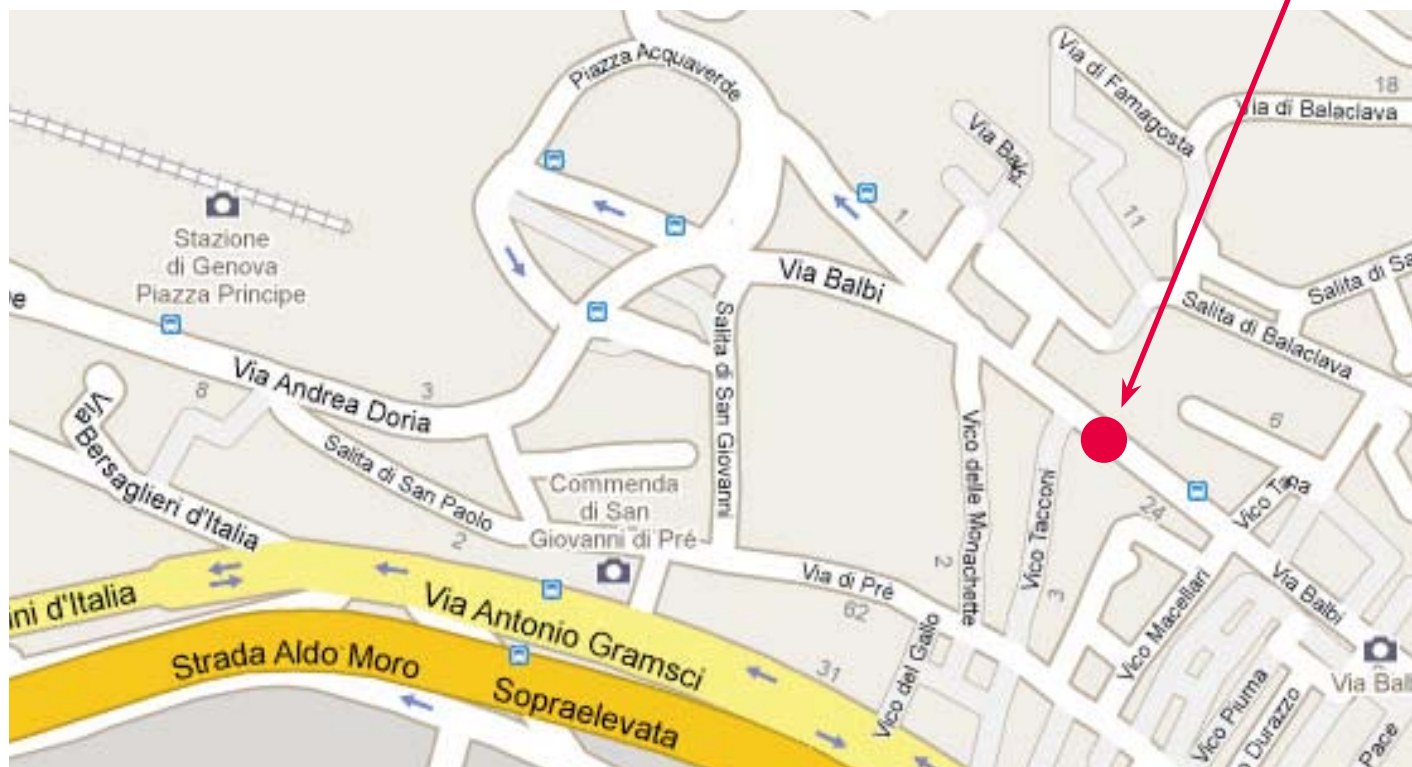 Piazza Acquaverde
Via di Famagosta
18
Via di Balaclava
Via Balbi
11
1
Stazione
di Genova
Piazza Principe
Via Balbi
Salita di San Giovanni
Salita di Sa
Salita di Balaclava
Via Andrea Doria
3
8
Via Bersaglieri d'Italia
Salita di San Paolo
2
Commenda
di San
Giovanni di Pré
Vico delle Monachette
2
Vico Tacconi
3
6
24
Vico
Via di Prè
62
Vico Macellari
Via Balbi
ini d'Italia
Via Antonio Gramsci
31
Vico del Gallo
Strada Aldo Moro
Sopraelevata
Vico Piuma
Durazzo
Pace
Via Balb